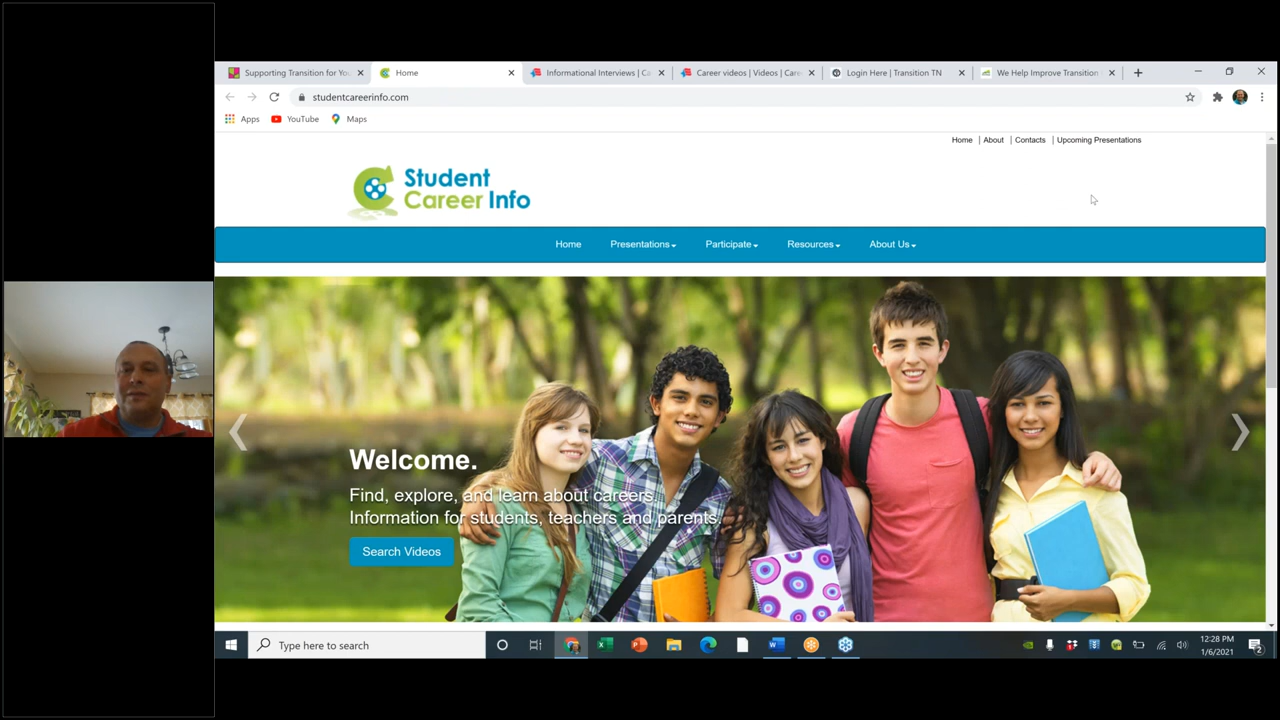 Supporting Transition for You
Home
Informational Interviews | Ca
Career videos | Videos | Care
Login Here | Transition TN
We Help Improve Transition
studentcareerinfo.com
Apps
YouTube
Maps
Home | About | Contacts | Upcoming Presentations
Student
Career Info
Home
Presentations
Participate
Resources
About Us
Welcome.
Find, explore, and learn about careers.
Information for students, teachers and parents.
Search Videos
Type here to search
12:28 PM
1/6/2021
2